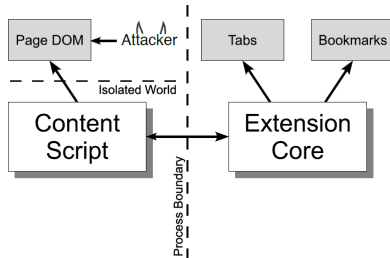 Page DOM
Attacker
Tabs
Bookmarks
Isolated World
Content
Script
Extension
Core
Process Boundary